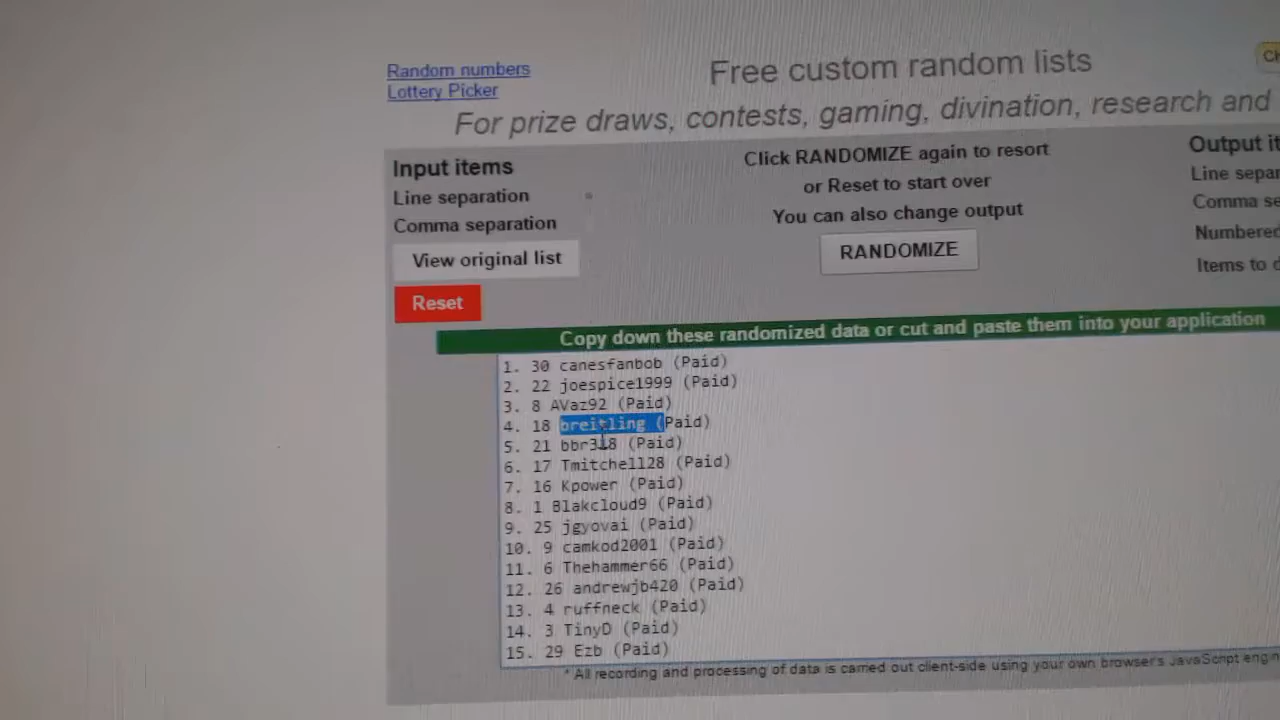 Random numbers
Lottery Picker
Free custom random lists
For prize draws, contests, gaming, divination, research and
Input items
Line separation
Comma separation
View original list
Reset
Click RANDOMIZE again to resort
or Reset to start over
You can also change output
RANDOMIZE
Output
Line
Comma
Numbered
Items to
Copy down these randomized data or cut and paste them into your application
1. 30 canesfanbob (Paid)
2. 22 joespice1999 (Paid)
3. 8 AVaz92 (Paid)
4. 18 breitling (Paid)
5. 21 bbr318 (Paid)
6. 17 Tmitchell28 (Paid)
7. 16 Kpower (Paid)
8. 1 Blakcloud9 (Paid)
9. 25 jgyovai (Paid)
10. 9 camkod2001 (Paid)
11. 6 Thehammer66 (Paid)
12. 26 andrewjb420 (Paid)
13. 4 ruffneck (Paid)
14. 3 TinyD (Paid)
15. 29 Ezb (Paid)
* All recording and processing of data is carried out client-side using your own browser's JavaScript